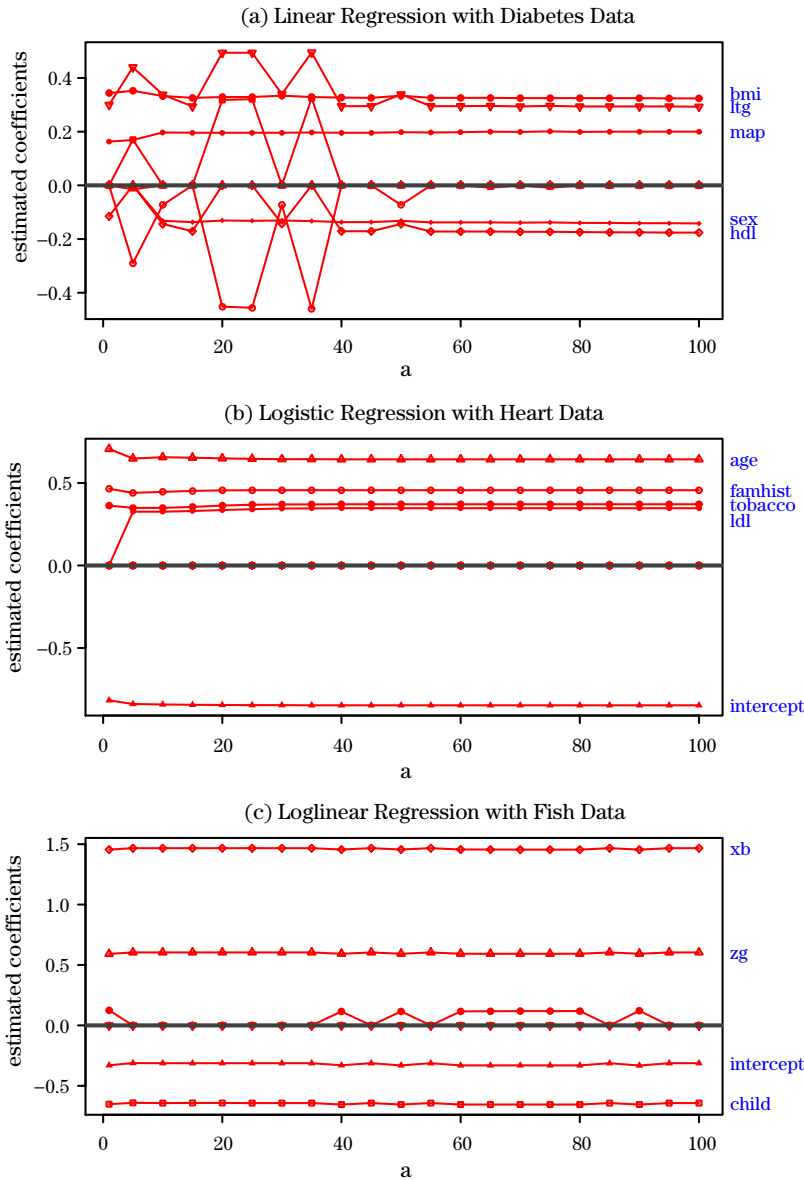 (a) Linear Regression with Diabetes Data
estimated coefficients
0.4
0.2
0.0
−0.2
−0.4
bmi
ltg
map
sex
hdl
0 20 40 60 80 100
a
(b) Logistic Regression with Heart Data
estimated coefficients
0.5
0.0
−0.5
age
famhist
tobacco
ldl
intercept
0 20 40 60 80 100
a
(c) Loglinear Regression with Fish Data
estimated coefficients
1.5
1.0
0.5
0.0
−0.5
xb
zg
intercept
child
0 20 40 60 80 100
a